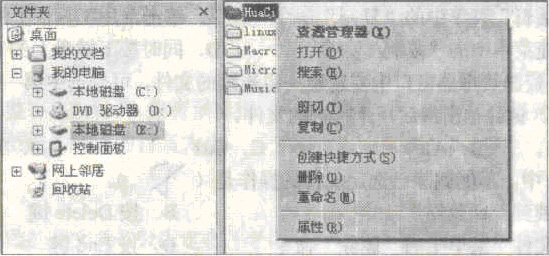 文件夹 ×
桌面
我的文档
我的电脑
本地磁盘 (C:)
DVD 驱动器 (D:)
本地磁盘 (E:)
控制面板
网上邻居
回收站
HuaCi
linux
Macro
Micro
Music
资源管理器(X)
打开(O)
搜索(E)
剪切(T)
复制(C)
创建快捷方式(S)
删除(D)
重命名(M)
属性(R)